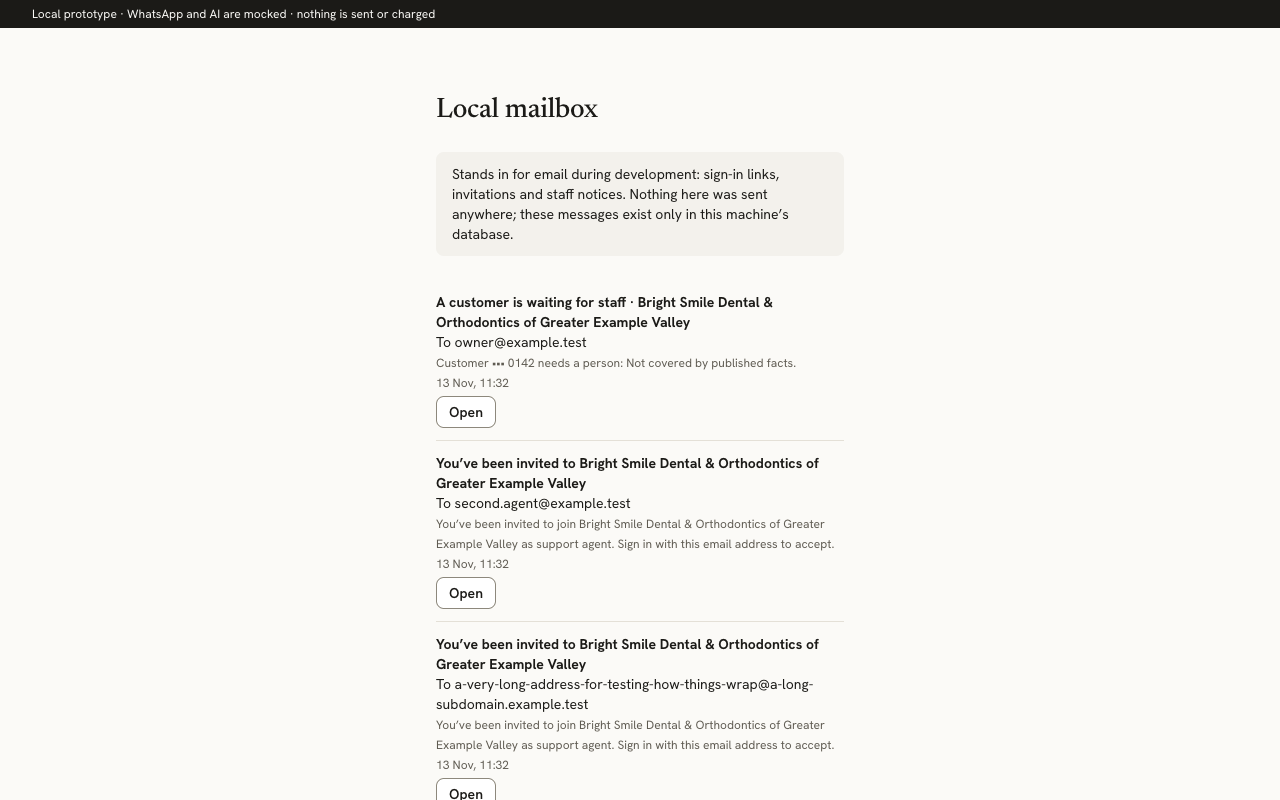 Local prototype · WhatsApp and AI are mocked · nothing is sent or charged
Local mailbox
Stands in for email during development: sign-in links,
invitations and staff notices. Nothing here was sent
anywhere; these messages exist only in this machine’s
database.
A customer is waiting for staff · Bright Smile Dental &
Orthodontics of Greater Example Valley
To owner@example.test
Customer ••• 0142 needs a person: Not covered by published facts.
13 Nov, 11:32
Open
You’ve been invited to Bright Smile Dental & Orthodontics of
Greater Example Valley
To second.agent@example.test
You’ve been invited to join Bright Smile Dental & Orthodontics of Greater
Example Valley as support agent. Sign in with this email address to accept.
13 Nov, 11:32
Open
You’ve been invited to Bright Smile Dental & Orthodontics of
Greater Example Valley
To a-very-long-address-for-testing-how-things-wrap@a-long-
subdomain.example.test
You’ve been invited to join Bright Smile Dental & Orthodontics of Greater
Example Valley as support agent. Sign in with this email address to accept.
13 Nov, 11:32
Open